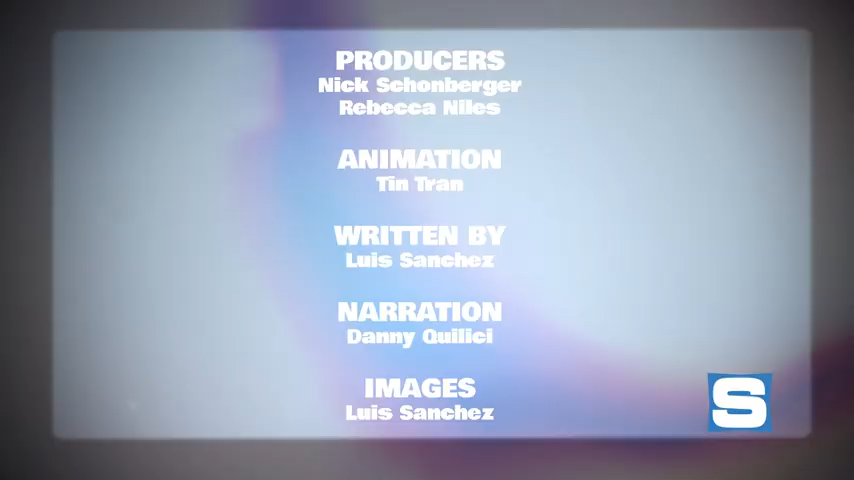 PRODUCERS
Nick Schonberger
Rebecca Niles
ANIMATION
Tin Tran
WRITTEN BY
Luis Sanchez
NARRATION
Danny Quilici
IMAGES
Luis Sanchez
S